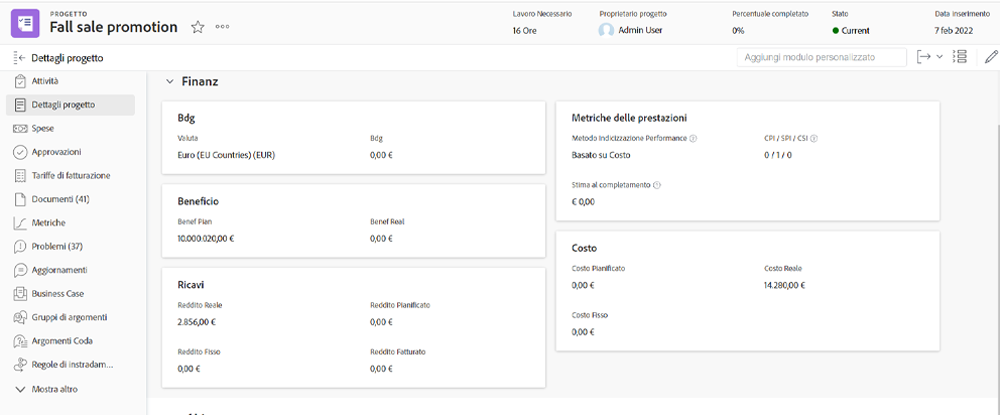 PROGETTO
Fall sale promotion
Lavoro Necessario
16 Ore
Proprietario progetto
Admin User
Percentuale completato
0%
Stato
Current
Data inserimento
7 feb 2022
Dettagli progetto
Aggiungi modulo personalizzato
Attività
Dettagli progetto
Spese
Approvazioni
Tariffe di fatturazione
Documenti (41)
Metriche
Problemi (37)
Aggiornamenti
Business Case
Gruppi di argomenti
Argomenti Coda
Regole di instradam...
Mostra altro
Finanz
Bdg
Valuta
Bdg
Euro (EU Countries) (EUR)
0,00 €
Beneficio
Benef Pian
Benef Real
10.000.020,00 €
0,00 €
Ricavi
Reddito Reale
Reddito Pianificato
2.856,00 €
0,00 €
Reddito Fisso
Reddito Fatturato
0,00 €
0,00 €
Metriche delle prestazioni
Metodo Indicizzazione Performance
CPI / SPI / CSI
Basato su Costo
0 / 1 / 0
Stima al completamento
€ 0,00
Costo
Costo Pianificato
Costo Reale
0,00 €
14.280,00 €
Costo Fisso
0,00 €